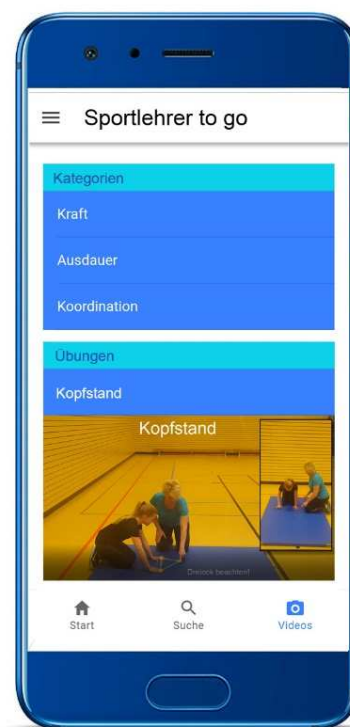 Sportlehrer to go
Kategorien
Kraft
Ausdauer
Koordination
Übungen
Kopfstand
Kopfstand
Dreieck beachten!
Start
Suche
Videos